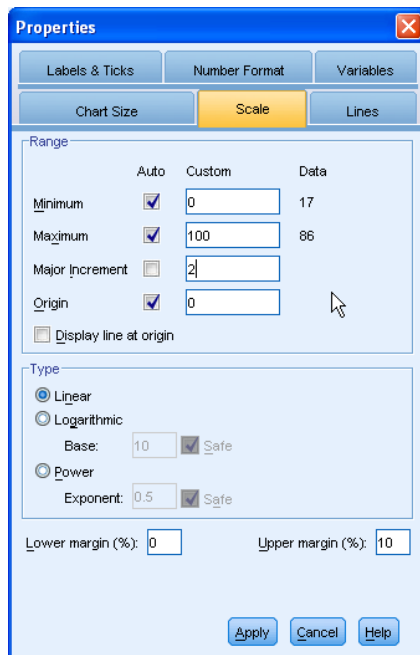 Properties
Labels & Ticks Number Format Variables
Chart Size Scale Lines
Range
Auto Custom Data
Minimum 0 17
Maximum 100 86
Major Increment 2
Origin 0
Display line at origin
Type
Linear
Logarithmic
Base: 10 Safe
Power
Exponent: 0.5 Safe
Lower margin (%): 0 Upper margin (%): 10
Apply Cancel Help